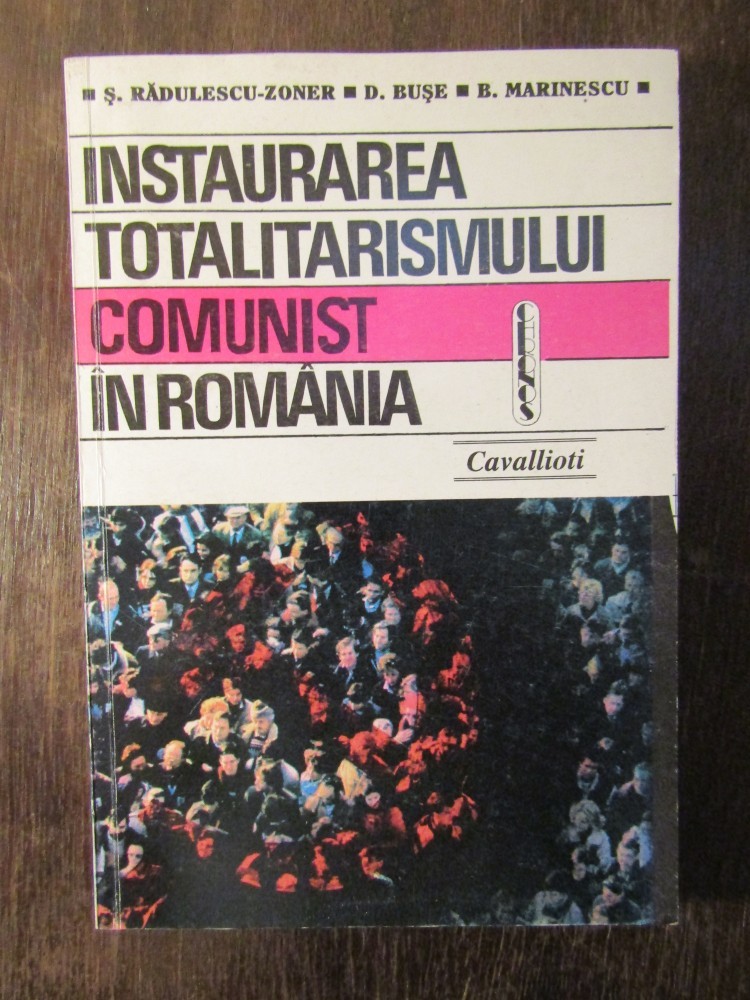 ■ Ş. RĂDULESCU-ZONER ■ D. BUŞE ■ B. MARINESCU ■
INSTAURAREA
TOTALITARISMULUI
COMUNIST
ÎN ROMÂNIA
Cavallioti